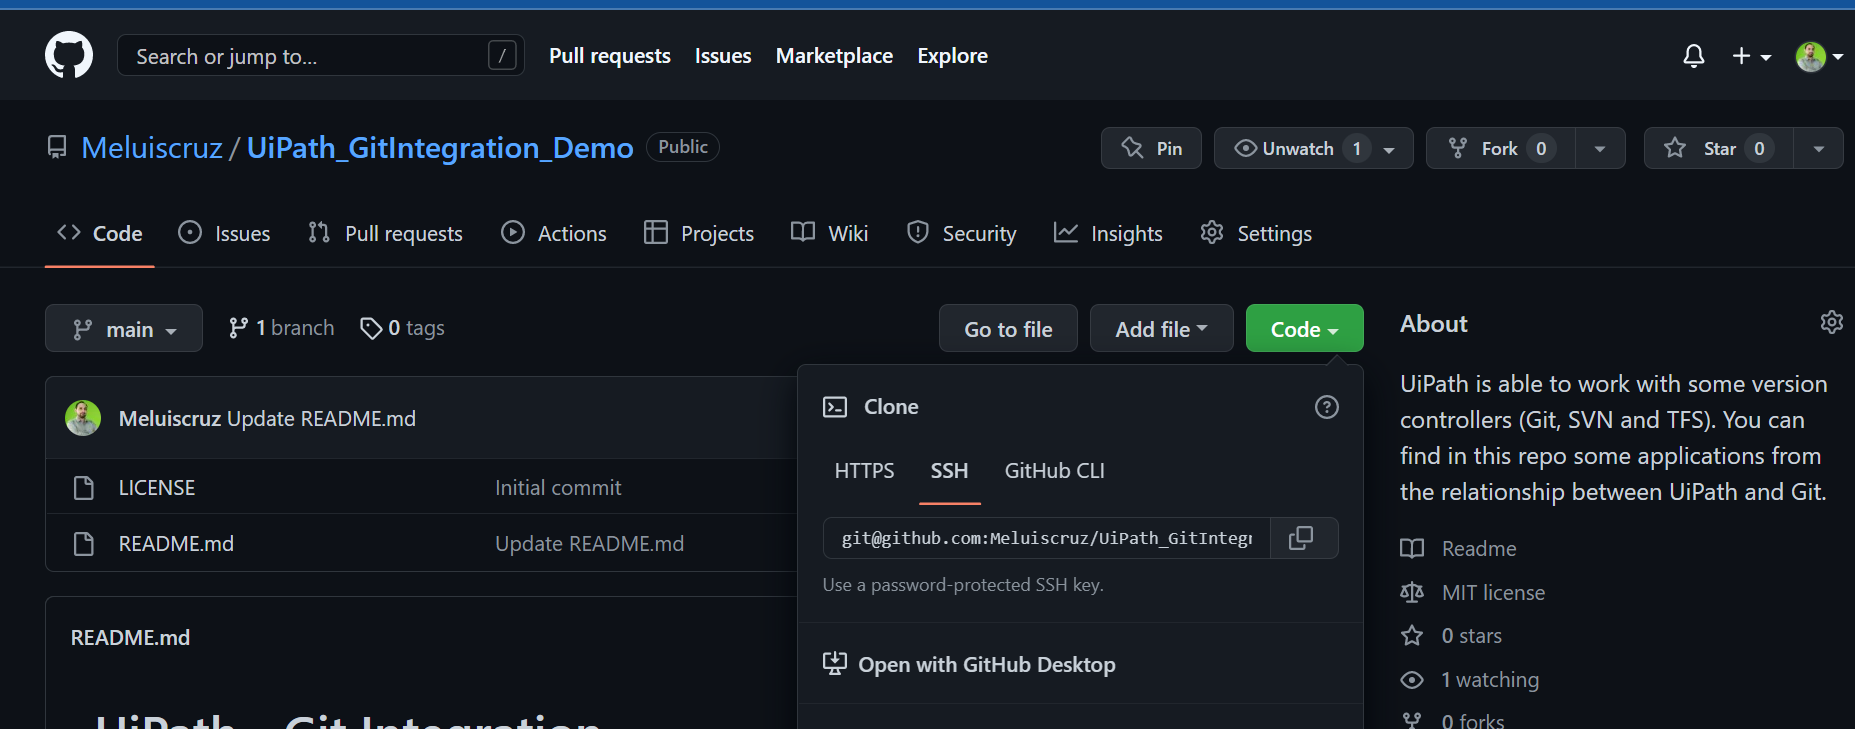 Search or jump to... / Pull requests Issues Marketplace Explore
Meluiscruz / UiPath_GitIntegration_Demo Public Pin Unwatch 1 Fork 0 Star 0
Code Issues Pull requests Actions Projects Wiki Security Insights Settings
main 1 branch 0 tags Go to file Add file Code
Meluiscruz Update README.md
LICENSE Initial commit
README.md Update README.md
README.md
UiPath - Git Integration
Clone
HTTPS SSH GitHub CLI
git@github.com:Meluiscruz/UiPath_GitIntegr
Use a password-protected SSH key.
Open with GitHub Desktop
About
UiPath is able to work with some version
controllers (Git, SVN and TFS). You can
find in this repo some applications from
the relationship between UiPath and Git.
Readme
MIT license
0 stars
1 watching
0 forks